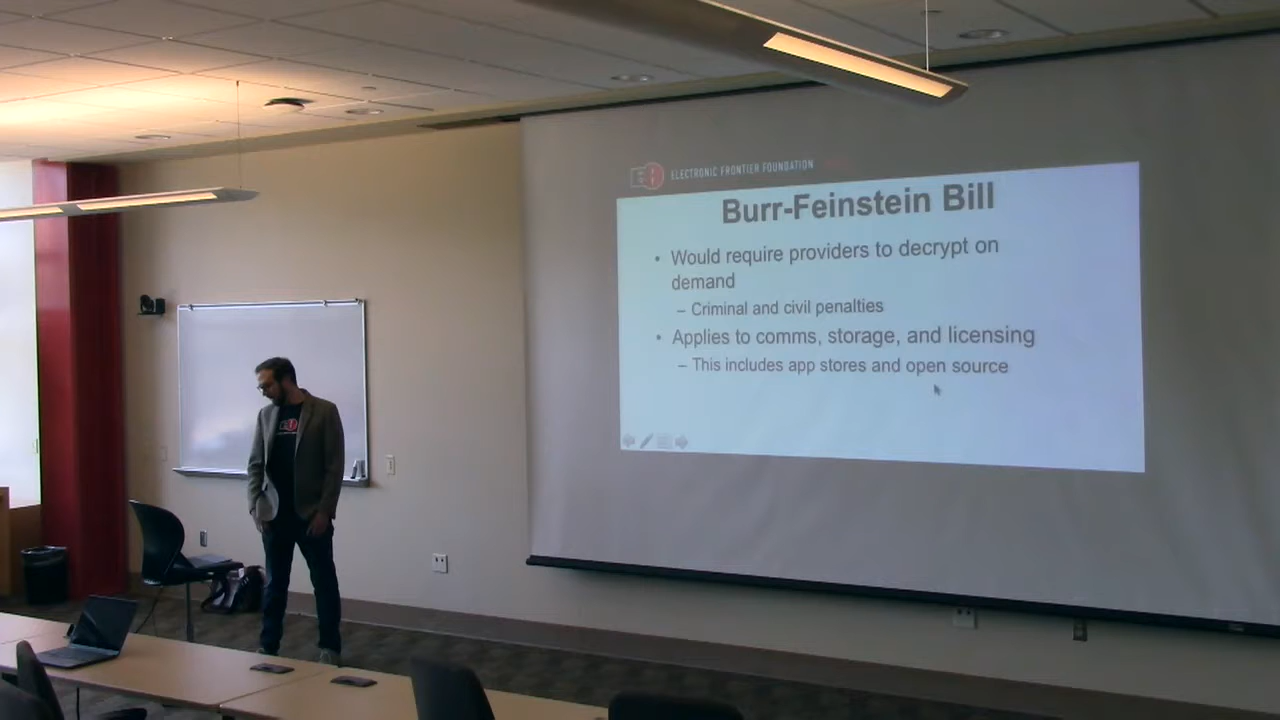 ELECTRONIC FRONTIER FOUNDATION
Burr-Feinstein Bill
• Would require providers to decrypt on
demand
– Criminal and civil penalties
• Applies to comms, storage, and licensing
– This includes app stores and open source